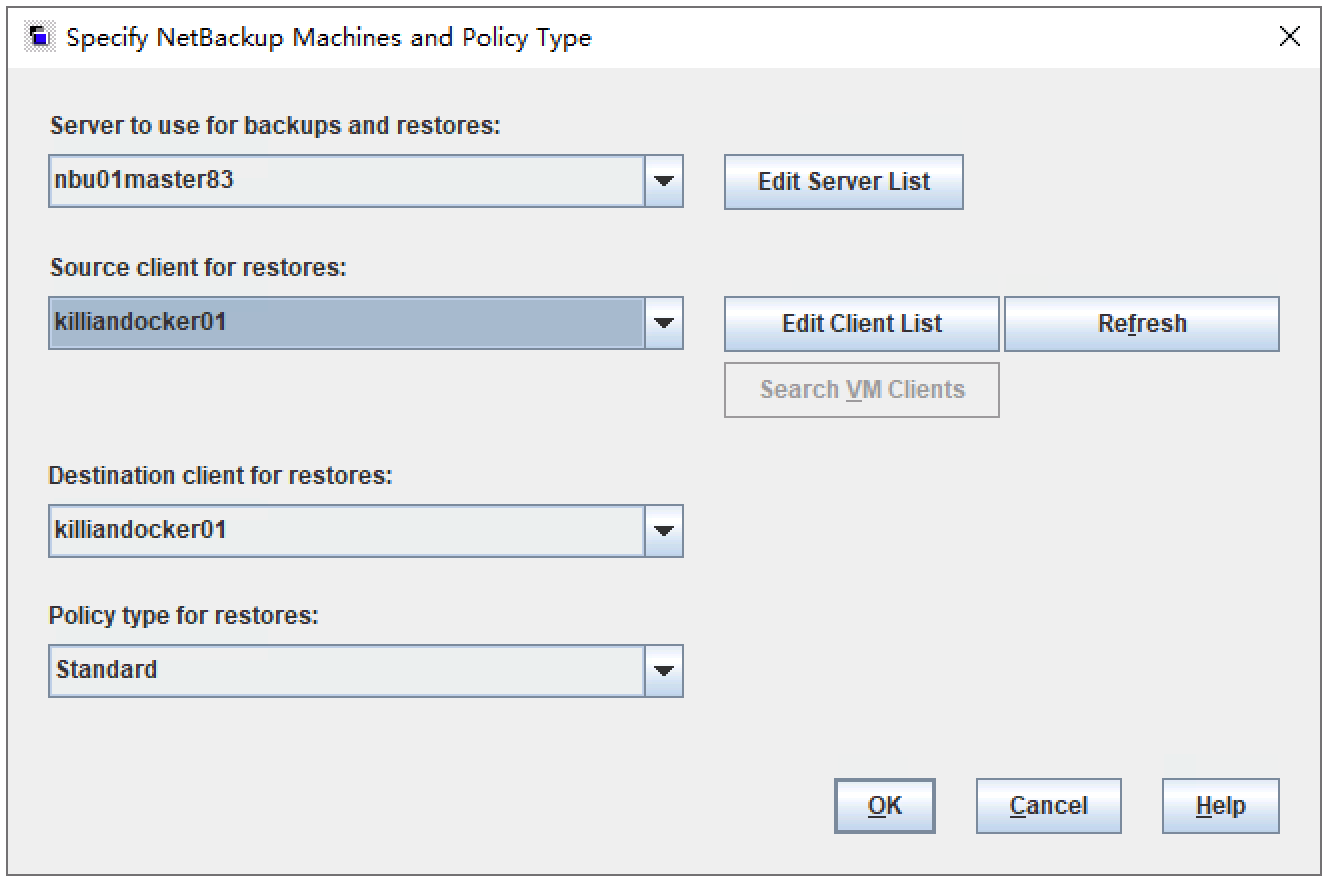 Specify NetBackup Machines and Policy Type
Server to use for backups and restores:
nbu01master83
Edit Server List
Source client for restores:
killiandocker01
Edit Client List
Refresh
Search VM Clients
Destination client for restores:
killiandocker01
Policy type for restores:
Standard
OK
Cancel
Help